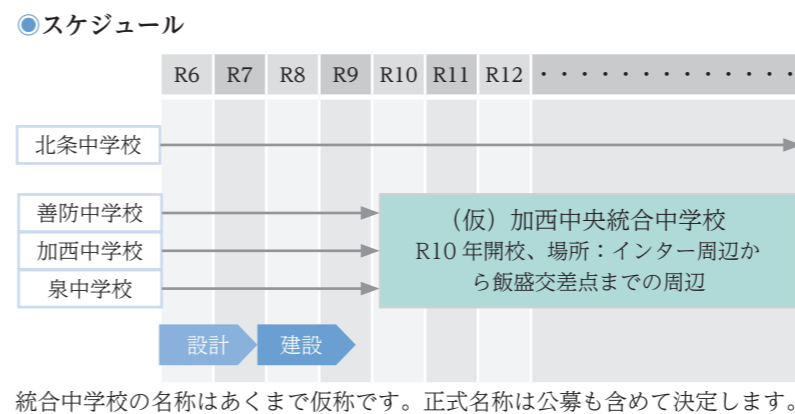 ◉スケジュール
R6 R7 R8 R9 R10 R11 R12 ・・・・・・・・・・・・・
北条中学校
善防中学校
加西中学校
泉中学校
（仮）加西中央統合中学校
R10 年開校、場所：インター周辺か
ら飯盛交差点までの周辺
設計 建設
統合中学校の名称はあくまで仮称です。正式名称は公募も含めて決定します。